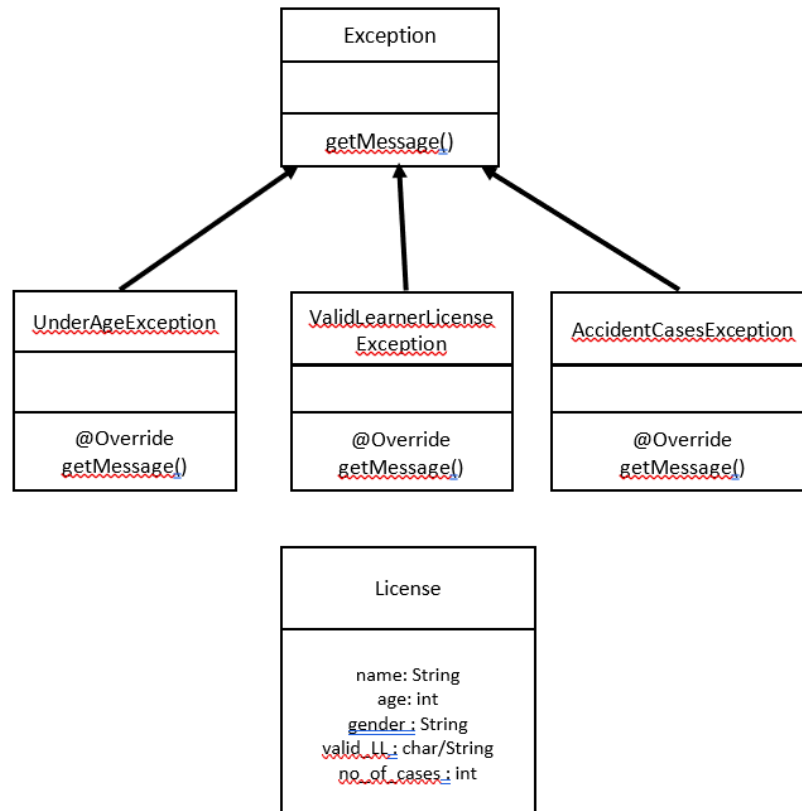 Exception
getMessage()
UnderAgeException
@Override
getMessage()
ValidLearnerLicense
Exception
@Override
getMessage()
AccidentCasesException
@Override
getMessage()
License
name: String
age: int
gender : String
valid_LL : char/String
no_of_cases : int